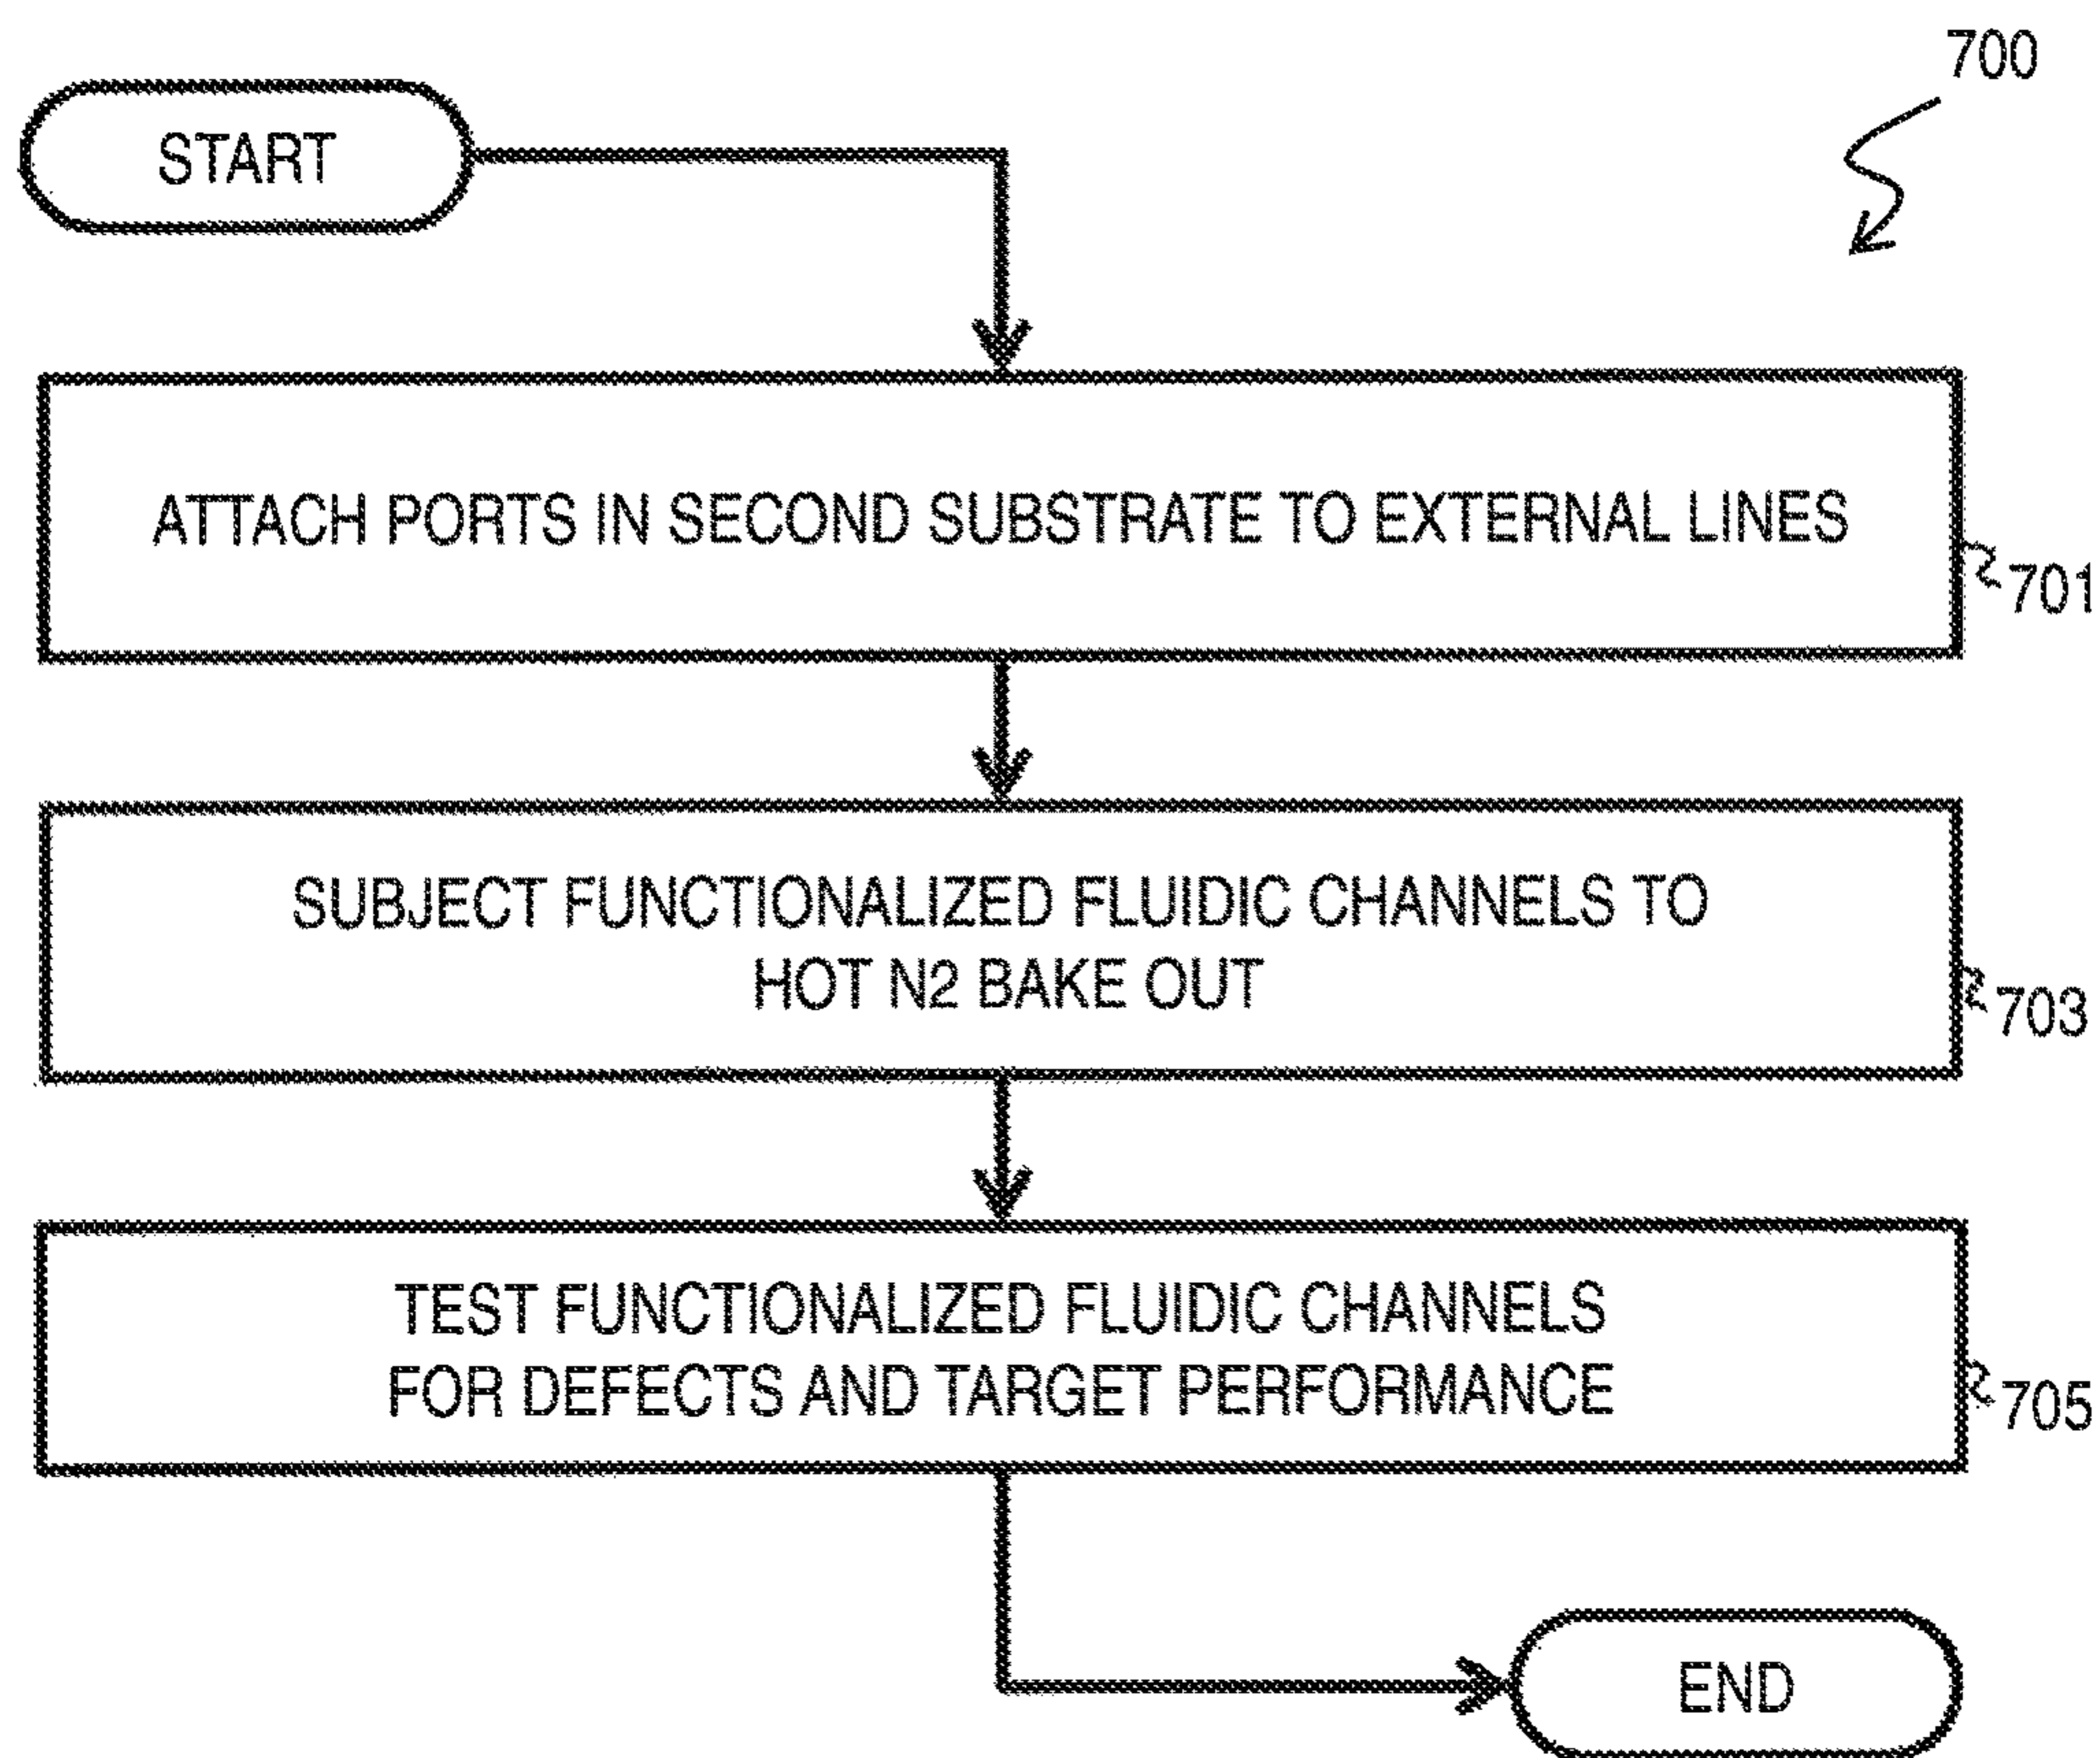 700
START
ATTACH PORTS IN SECOND SUBSTRATE TO EXTERNAL LINES
701
SUBJECT FUNCTIONALIZED FLUIDIC CHANNELS TO
HOT N2 BAKE OUT
703
TEST FUNCTIONALIZED FLUIDIC CHANNELS
FOR DEFECTS AND TARGET PERFORMANCE
705
END